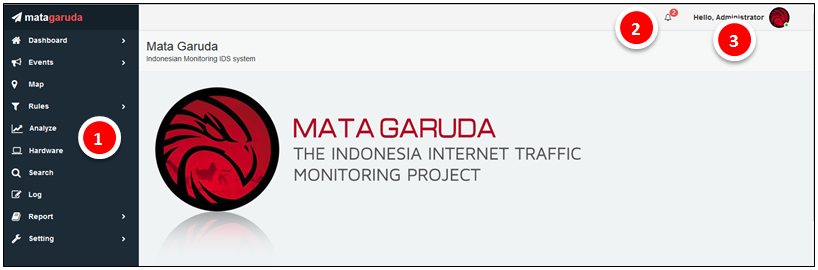 matagaruda
2
Hello, Administrator
2
3
Dashboard
Events
Map
Rules
Analyze
Hardware
Search
Log
Report
Setting
1
Mata Garuda
Indonesian Monitoring IDS system
MATA GARUDA
THE INDONESIA INTERNET TRAFFIC
MONITORING PROJECT